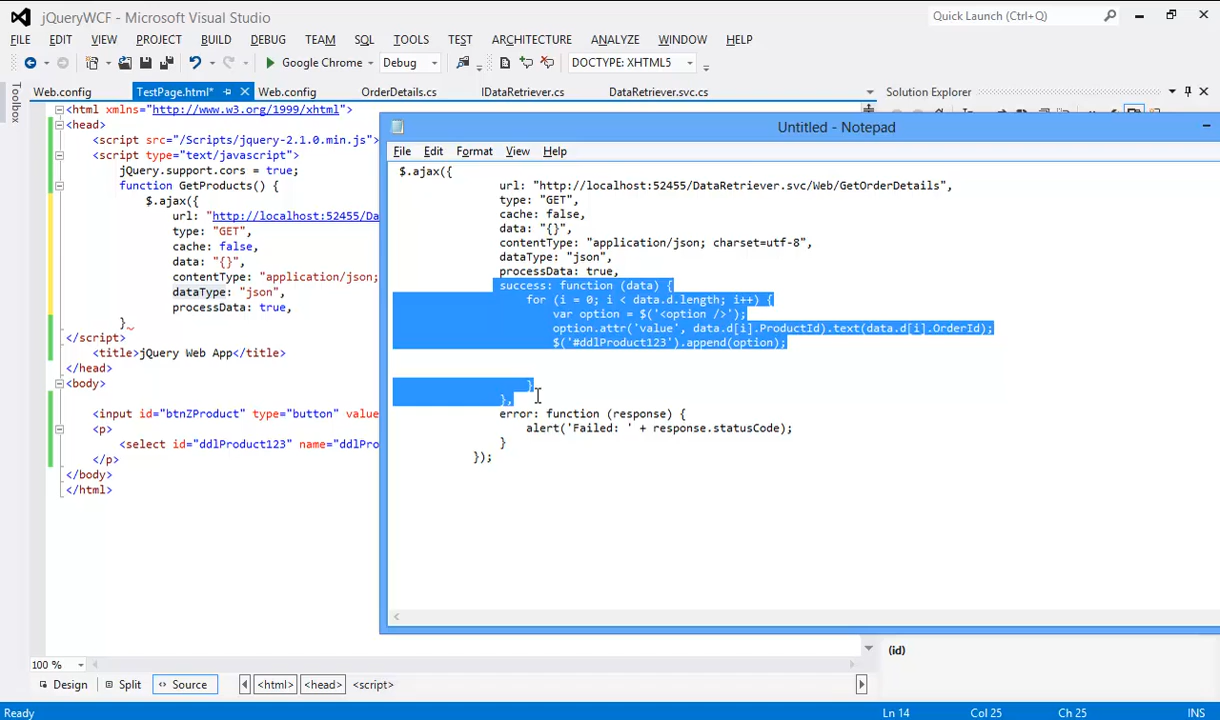 jQueryWCF - Microsoft Visual Studio
Quick Launch (Ctrl+Q)
FILE EDIT VIEW PROJECT BUILD DEBUG TEAM SQL TOOLS TEST ARCHITECTURE ANALYZE WINDOW HELP
Google Chrome Debug DOCTYPE: XHTML5
Toolbox
Web.config TestPage.html* Web.config OrderDetails.cs IDataRetriever.cs DataRetriever.svc.cs
Solution Explorer
<html xmlns="http://www.w3.org/1999/xhtml">
<head>
<script src="/Scripts/jquery-2.1.0.min.js">
<script type="text/javascript">
jQuery.support.cors = true;
function GetProducts() {
$.ajax({
url: "http://localhost:52455/Da
type: "GET",
cache: false,
data: "{}",
contentType: "application/json;
dataType: "json",
processData: true,
}
</script>
<title>jQuery Web App</title>
</head>
<body>
<input id="btnZProduct" type="button" value
<p>
<select id="ddlProduct123" name="ddlPro
</p>
</body>
</html>
Untitled - Notepad
File Edit Format View Help
$.ajax({
url: "http://localhost:52455/DataRetriever.svc/Web/GetOrderDetails",
type: "GET",
cache: false,
data: "{}",
contentType: "application/json; charset=utf-8",
dataType: "json",
processData: true,
success: function (data) {
for (i = 0; i < data.d.length; i++) {
var option = $('<option />');
option.attr('value', data.d[i].ProductId).text(data.d[i].OrderId);
$('#ddlProduct123').append(option);
}
},
error: function (response) {
alert('Failed: ' + response.statusCode);
}
});
(id)
100 %
Design Split Source <html> <head> <script>
Ready Ln 14 Col 25 Ch 25 INS